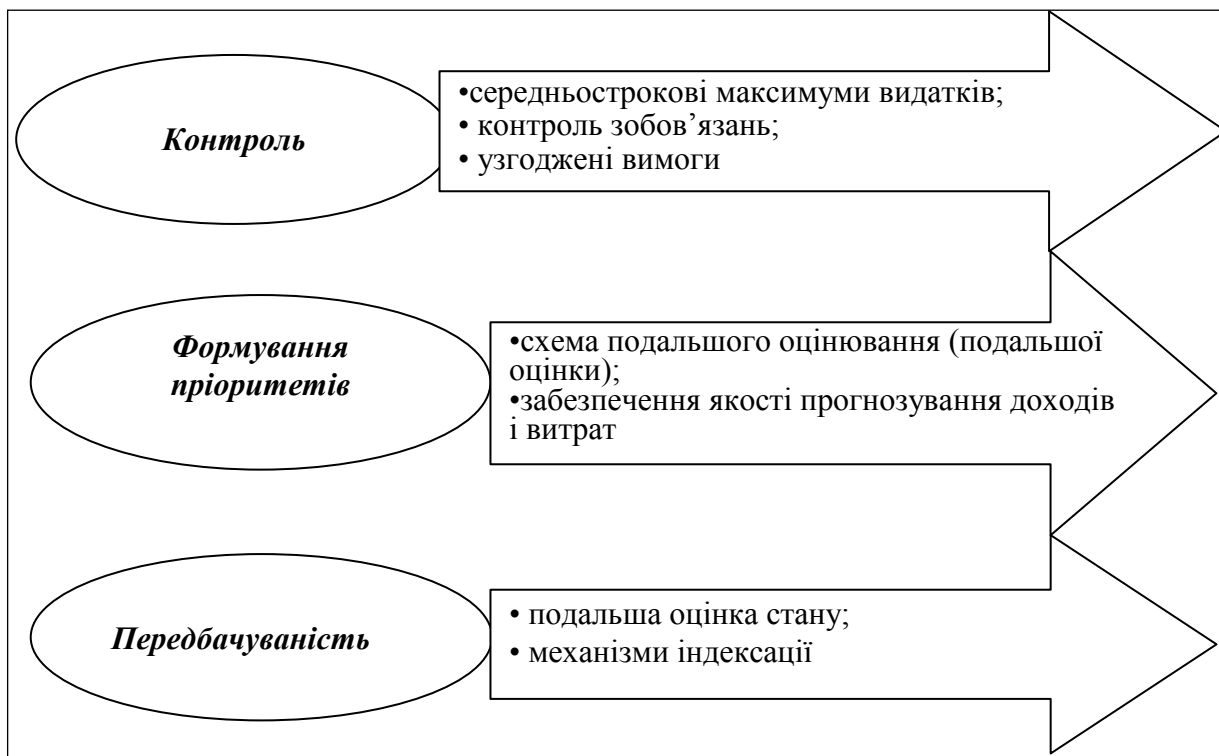 Контроль
•середньострокові максимуми видатків;
• контроль зобов’язань;
• узгоджені вимоги
Формування
пріоритетів
•схема подальшого оцінювання (подальшої
оцінки);
•забезпечення якості прогнозування доходів
і витрат
Передбачуваність
• подальша оцінка стану;
• механізми індексації